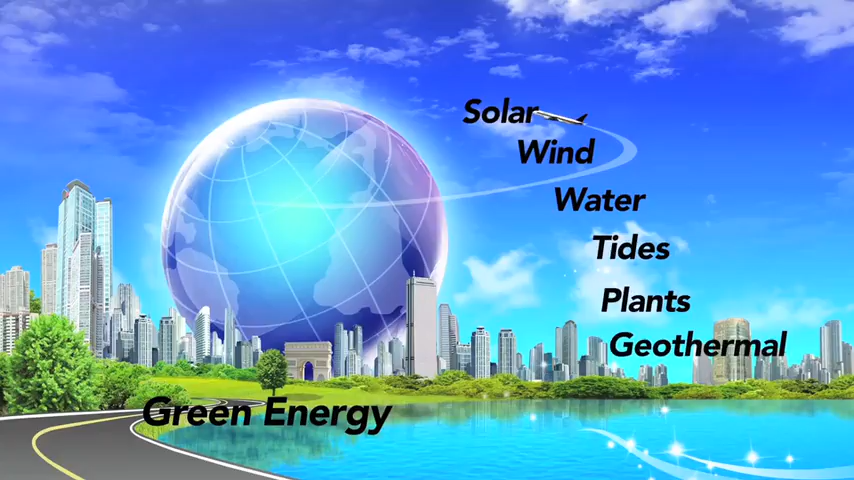 Solar
Wind
Water
Tides
Plants
Geothermal
Green Energy